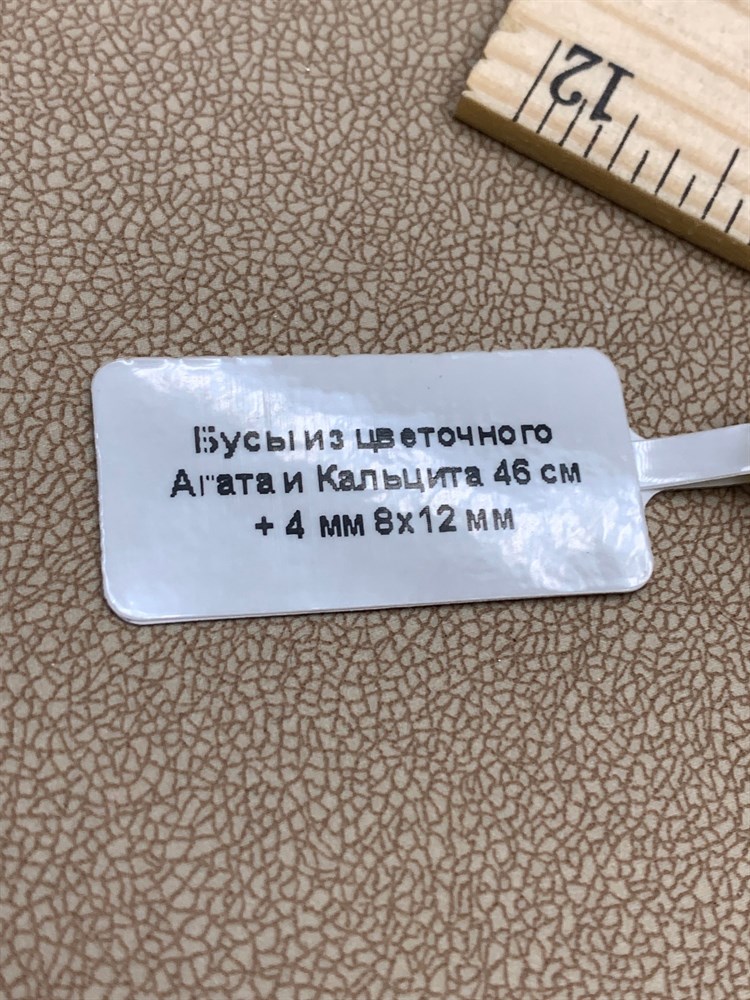 12
Бусы из цветочного
Агата и Кальцита 46 см
+ 4 мм 8х12 мм